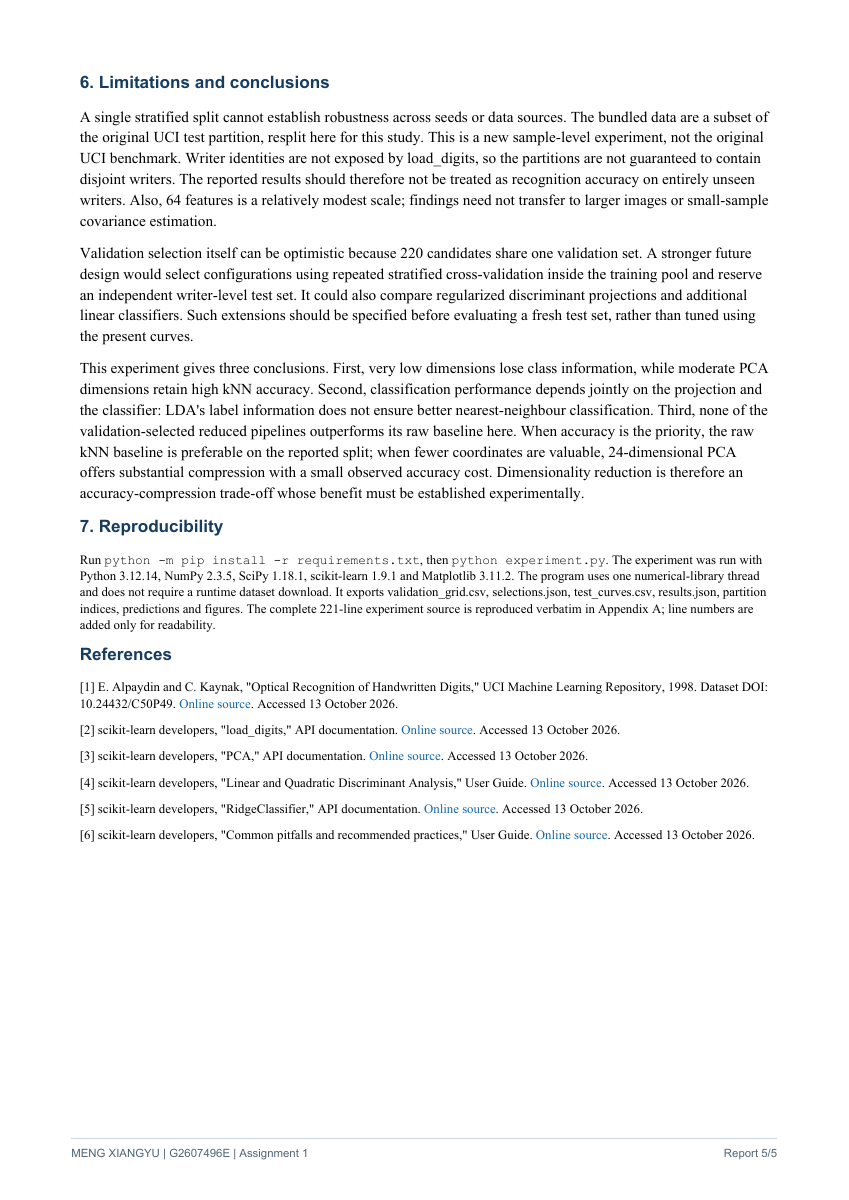 6. Limitations and conclusions
A single stratified split cannot establish robustness across seeds or data sources. The bundled data are a subset of
the original UCI test partition, resplit here for this study. This is a new sample-level experiment, not the original
UCI benchmark. Writer identities are not exposed by load_digits, so the partitions are not guaranteed to contain
disjoint writers. The reported results should therefore not be treated as recognition accuracy on entirely unseen
writers. Also, 64 features is a relatively modest scale; findings need not transfer to larger images or small-sample
covariance estimation.
Validation selection itself can be optimistic because 220 candidates share one validation set. A stronger future
design would select configurations using repeated stratified cross-validation inside the training pool and reserve
an independent writer-level test set. It could also compare regularized discriminant projections and additional
linear classifiers. Such extensions should be specified before evaluating a fresh test set, rather than tuned using
the present curves.
This experiment gives three conclusions. First, very low dimensions lose class information, while moderate PCA
dimensions retain high kNN accuracy. Second, classification performance depends jointly on the projection and
the classifier: LDA's label information does not ensure better nearest-neighbour classification. Third, none of the
validation-selected reduced pipelines outperforms its raw baseline here. When accuracy is the priority, the raw
kNN baseline is preferable on the reported split; when fewer coordinates are valuable, 24-dimensional PCA
offers substantial compression with a small observed accuracy cost. Dimensionality reduction is therefore an
accuracy-compression trade-off whose benefit must be established experimentally.
7. Reproducibility
Run python -m pip install -r requirements.txt, then python experiment.py. The experiment was run with
Python 3.12.14, NumPy 2.3.5, SciPy 1.18.1, scikit-learn 1.9.1 and Matplotlib 3.11.2. The program uses one numerical-library thread
and does not require a runtime dataset download. It exports validation_grid.csv, selections.json, test_curves.csv, results.json, partition
indices, predictions and figures. The complete 221-line experiment source is reproduced verbatim in Appendix A; line numbers are
added only for readability.
References
[1] E. Alpaydin and C. Kaynak, "Optical Recognition of Handwritten Digits," UCI Machine Learning Repository, 1998. Dataset DOI:
10.24432/C50P49. Online source. Accessed 13 October 2026.
[2] scikit-learn developers, "load_digits," API documentation. Online source. Accessed 13 October 2026.
[3] scikit-learn developers, "PCA," API documentation. Online source. Accessed 13 October 2026.
[4] scikit-learn developers, "Linear and Quadratic Discriminant Analysis," User Guide. Online source. Accessed 13 October 2026.
[5] scikit-learn developers, "RidgeClassifier," API documentation. Online source. Accessed 13 October 2026.
[6] scikit-learn developers, "Common pitfalls and recommended practices," User Guide. Online source. Accessed 13 October 2026.
MENG XIANGYU | G2607496E | Assignment 1
Report 5/5